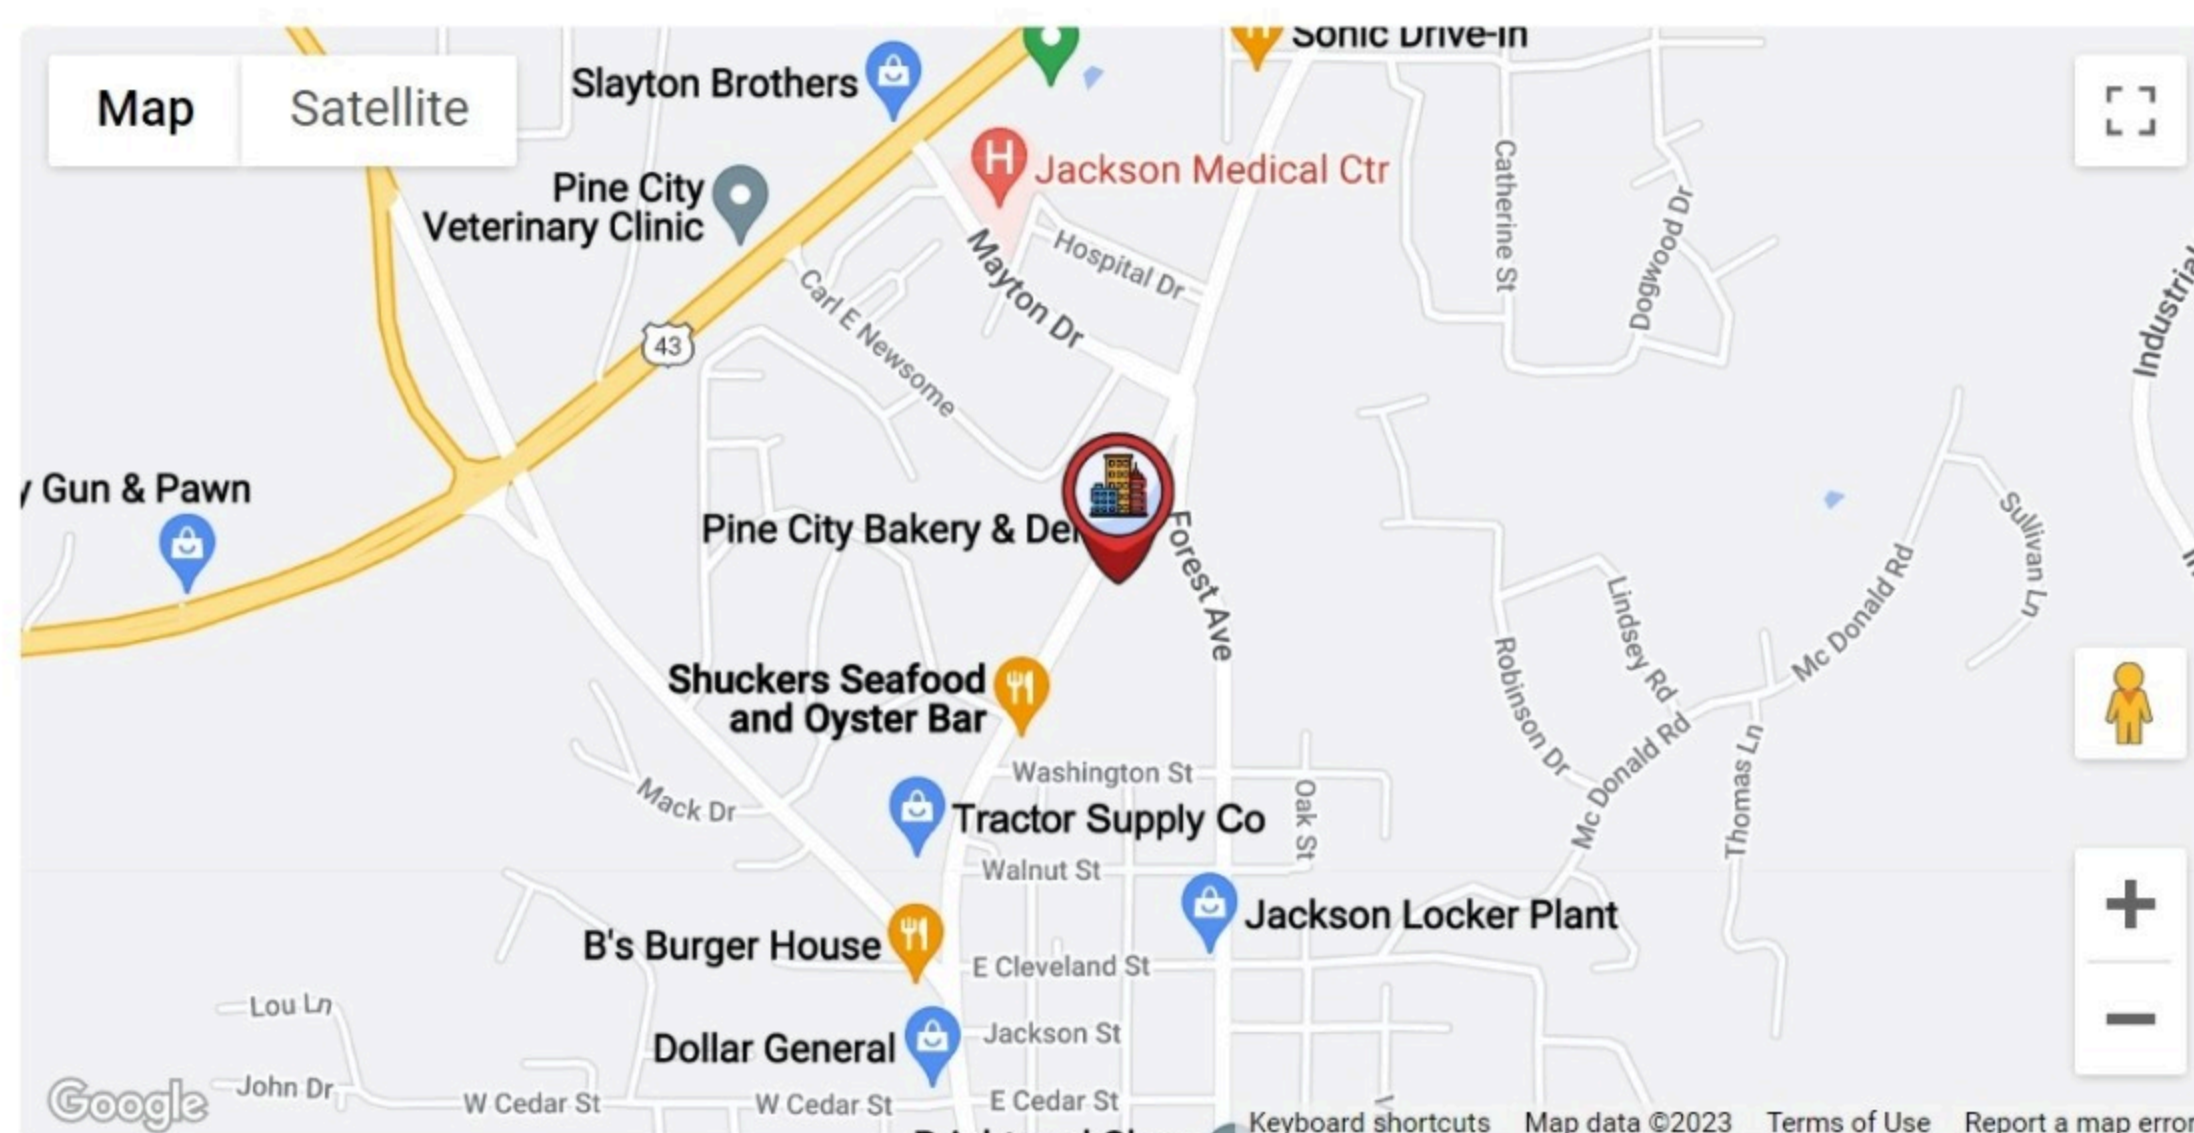 Sonic Drive-In
Map
Satellite
Slayton Brothers
Jackson Medical Ctr
Pine City
Veterinary Clinic
Catherine St
Dogwood Dr
Hospital Dr
Mayton Dr
Carl E Newsome
Industrial
43
y Gun & Pawn
Pine City Bakery & Del
Forest Ave
Sullivan Ln
Lindsey Rd
Mc Donald Rd
Robinson Dr
Shuckers Seafood
and Oyster Bar
Mc Donald Rd
Thomas Ln
Washington St
Mack Dr
Oak St
Tractor Supply Co
Walnut St
Jackson Locker Plant
B's Burger House
E Cleveland St
Lou Ln
Jackson St
Dollar General
John Dr
W Cedar St
W Cedar St
E Cedar St
Google
Keyboard shortcuts
Map data ©2023
Terms of Use
Report a map error